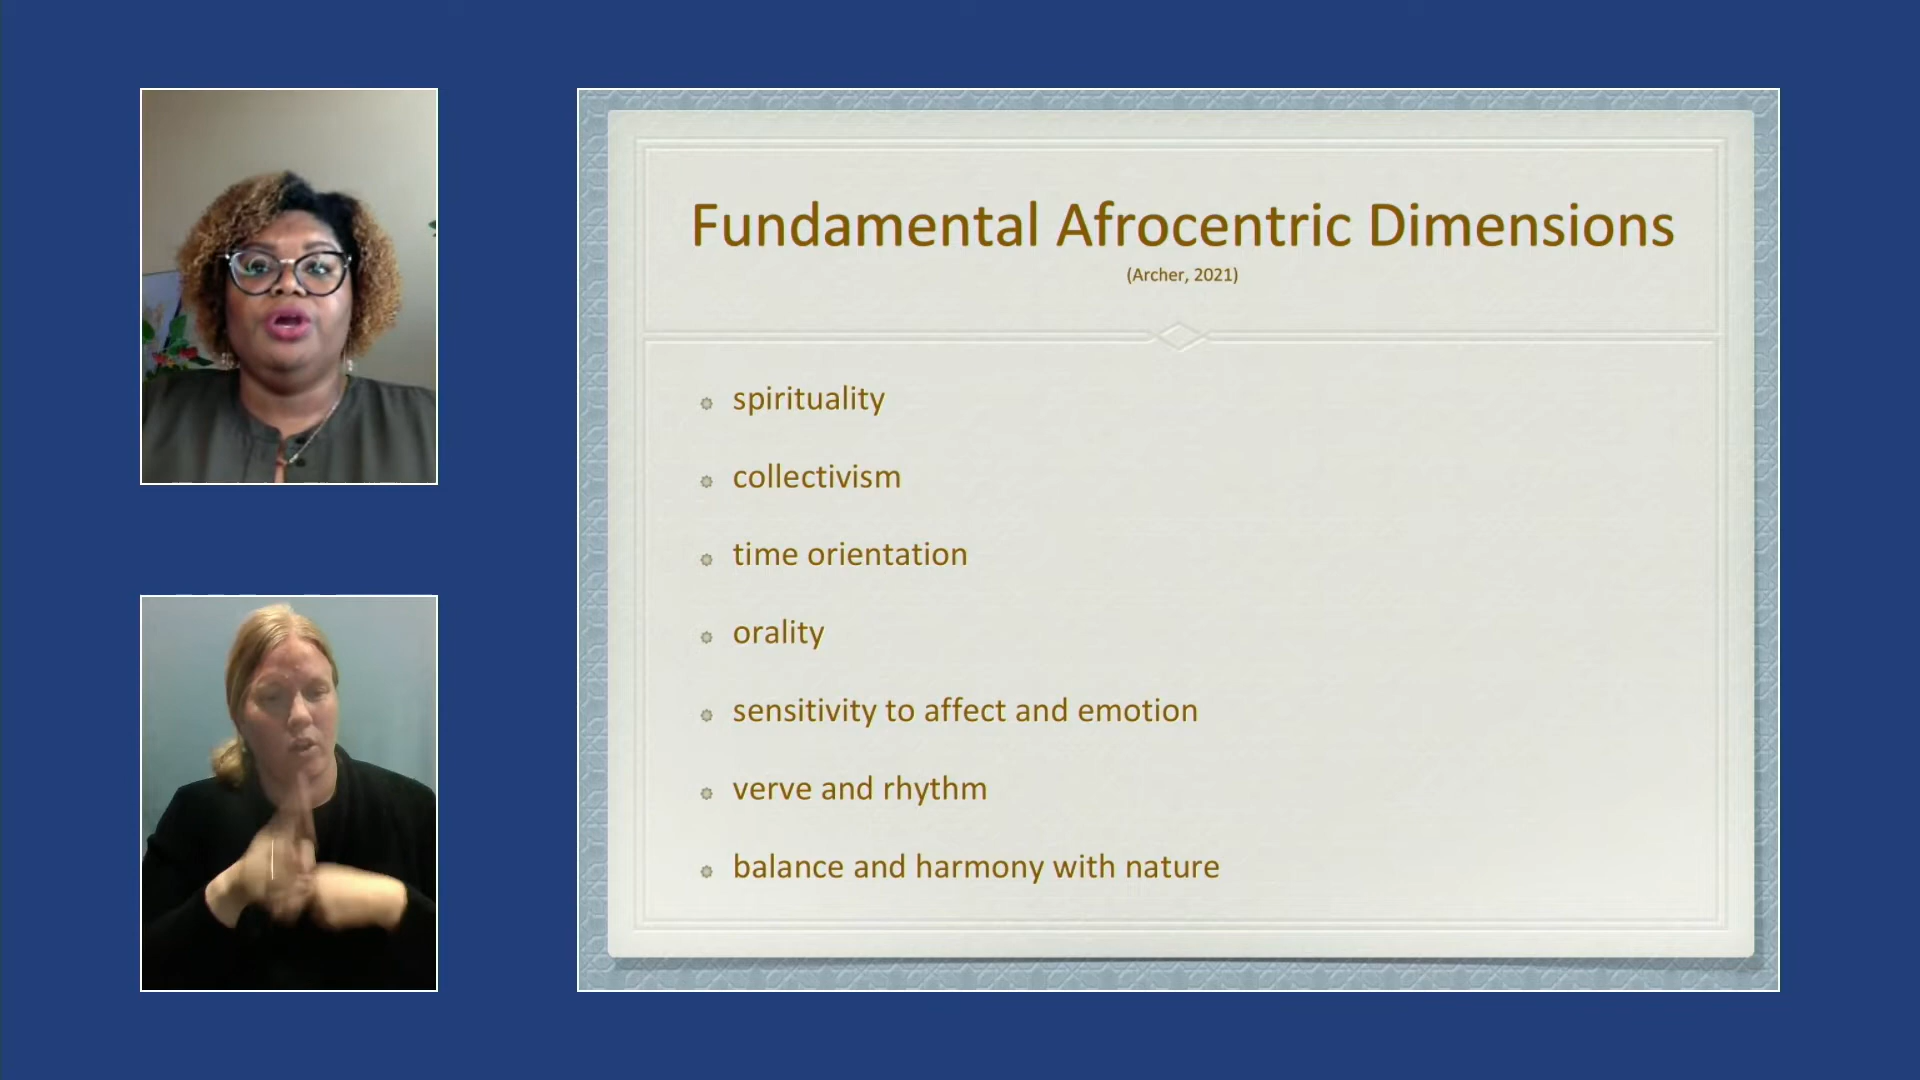 Fundamental Afrocentric Dimensions
(Archer, 2021)
spirituality
collectivism
time orientation
orality
sensitivity to affect and emotion
verve and rhythm
balance and harmony with nature